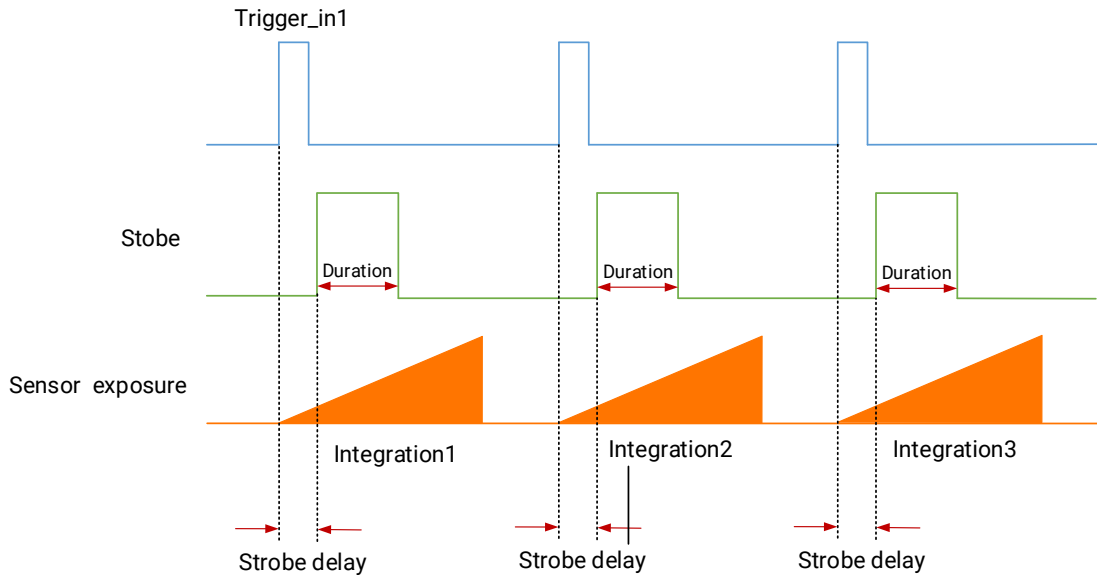 Trigger_in1
Stobe
Duration
Duration
Duration
Sensor exposure
Integration1
Integration2
Integration3
Strobe delay
Strobe delay
Strobe delay